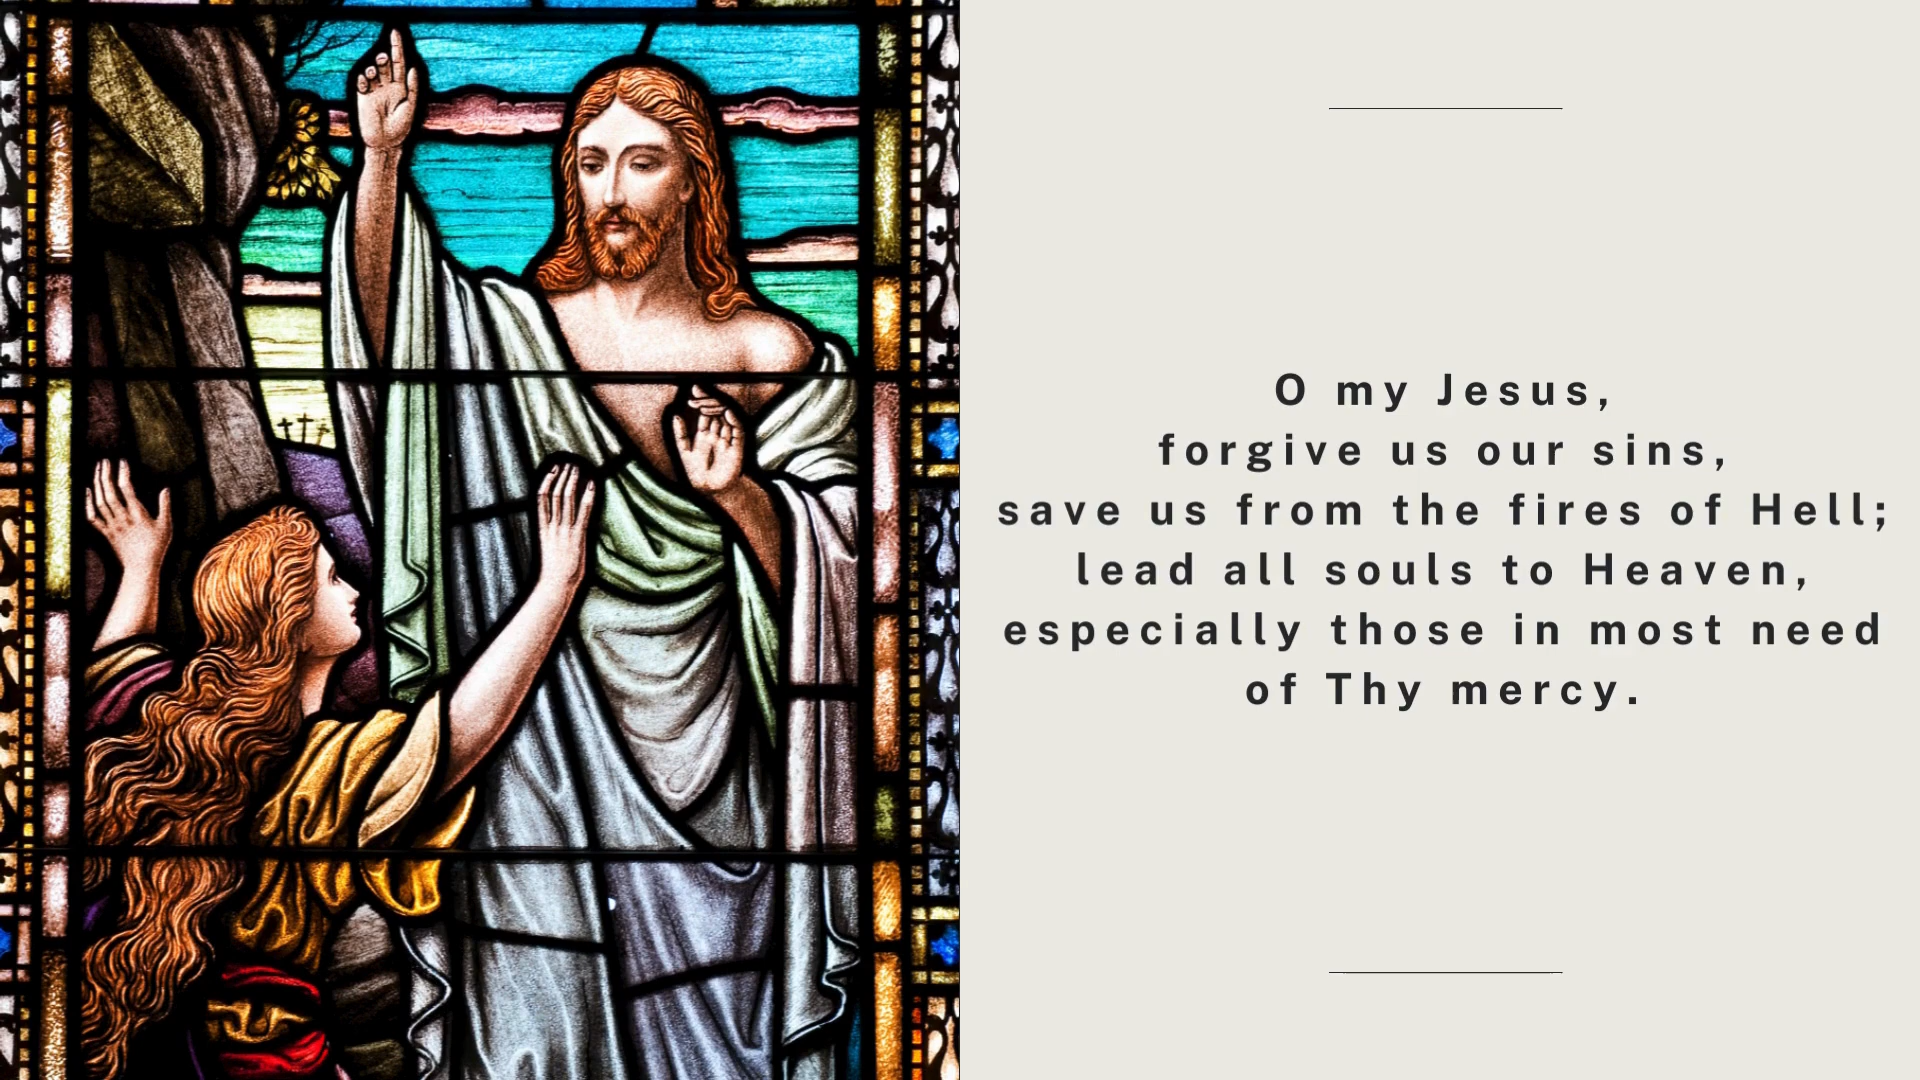 O my Jesus,
forgive us our sins,
save us from the fires of Hell;
lead all souls to Heaven,
especially those in most need
of Thy mercy.